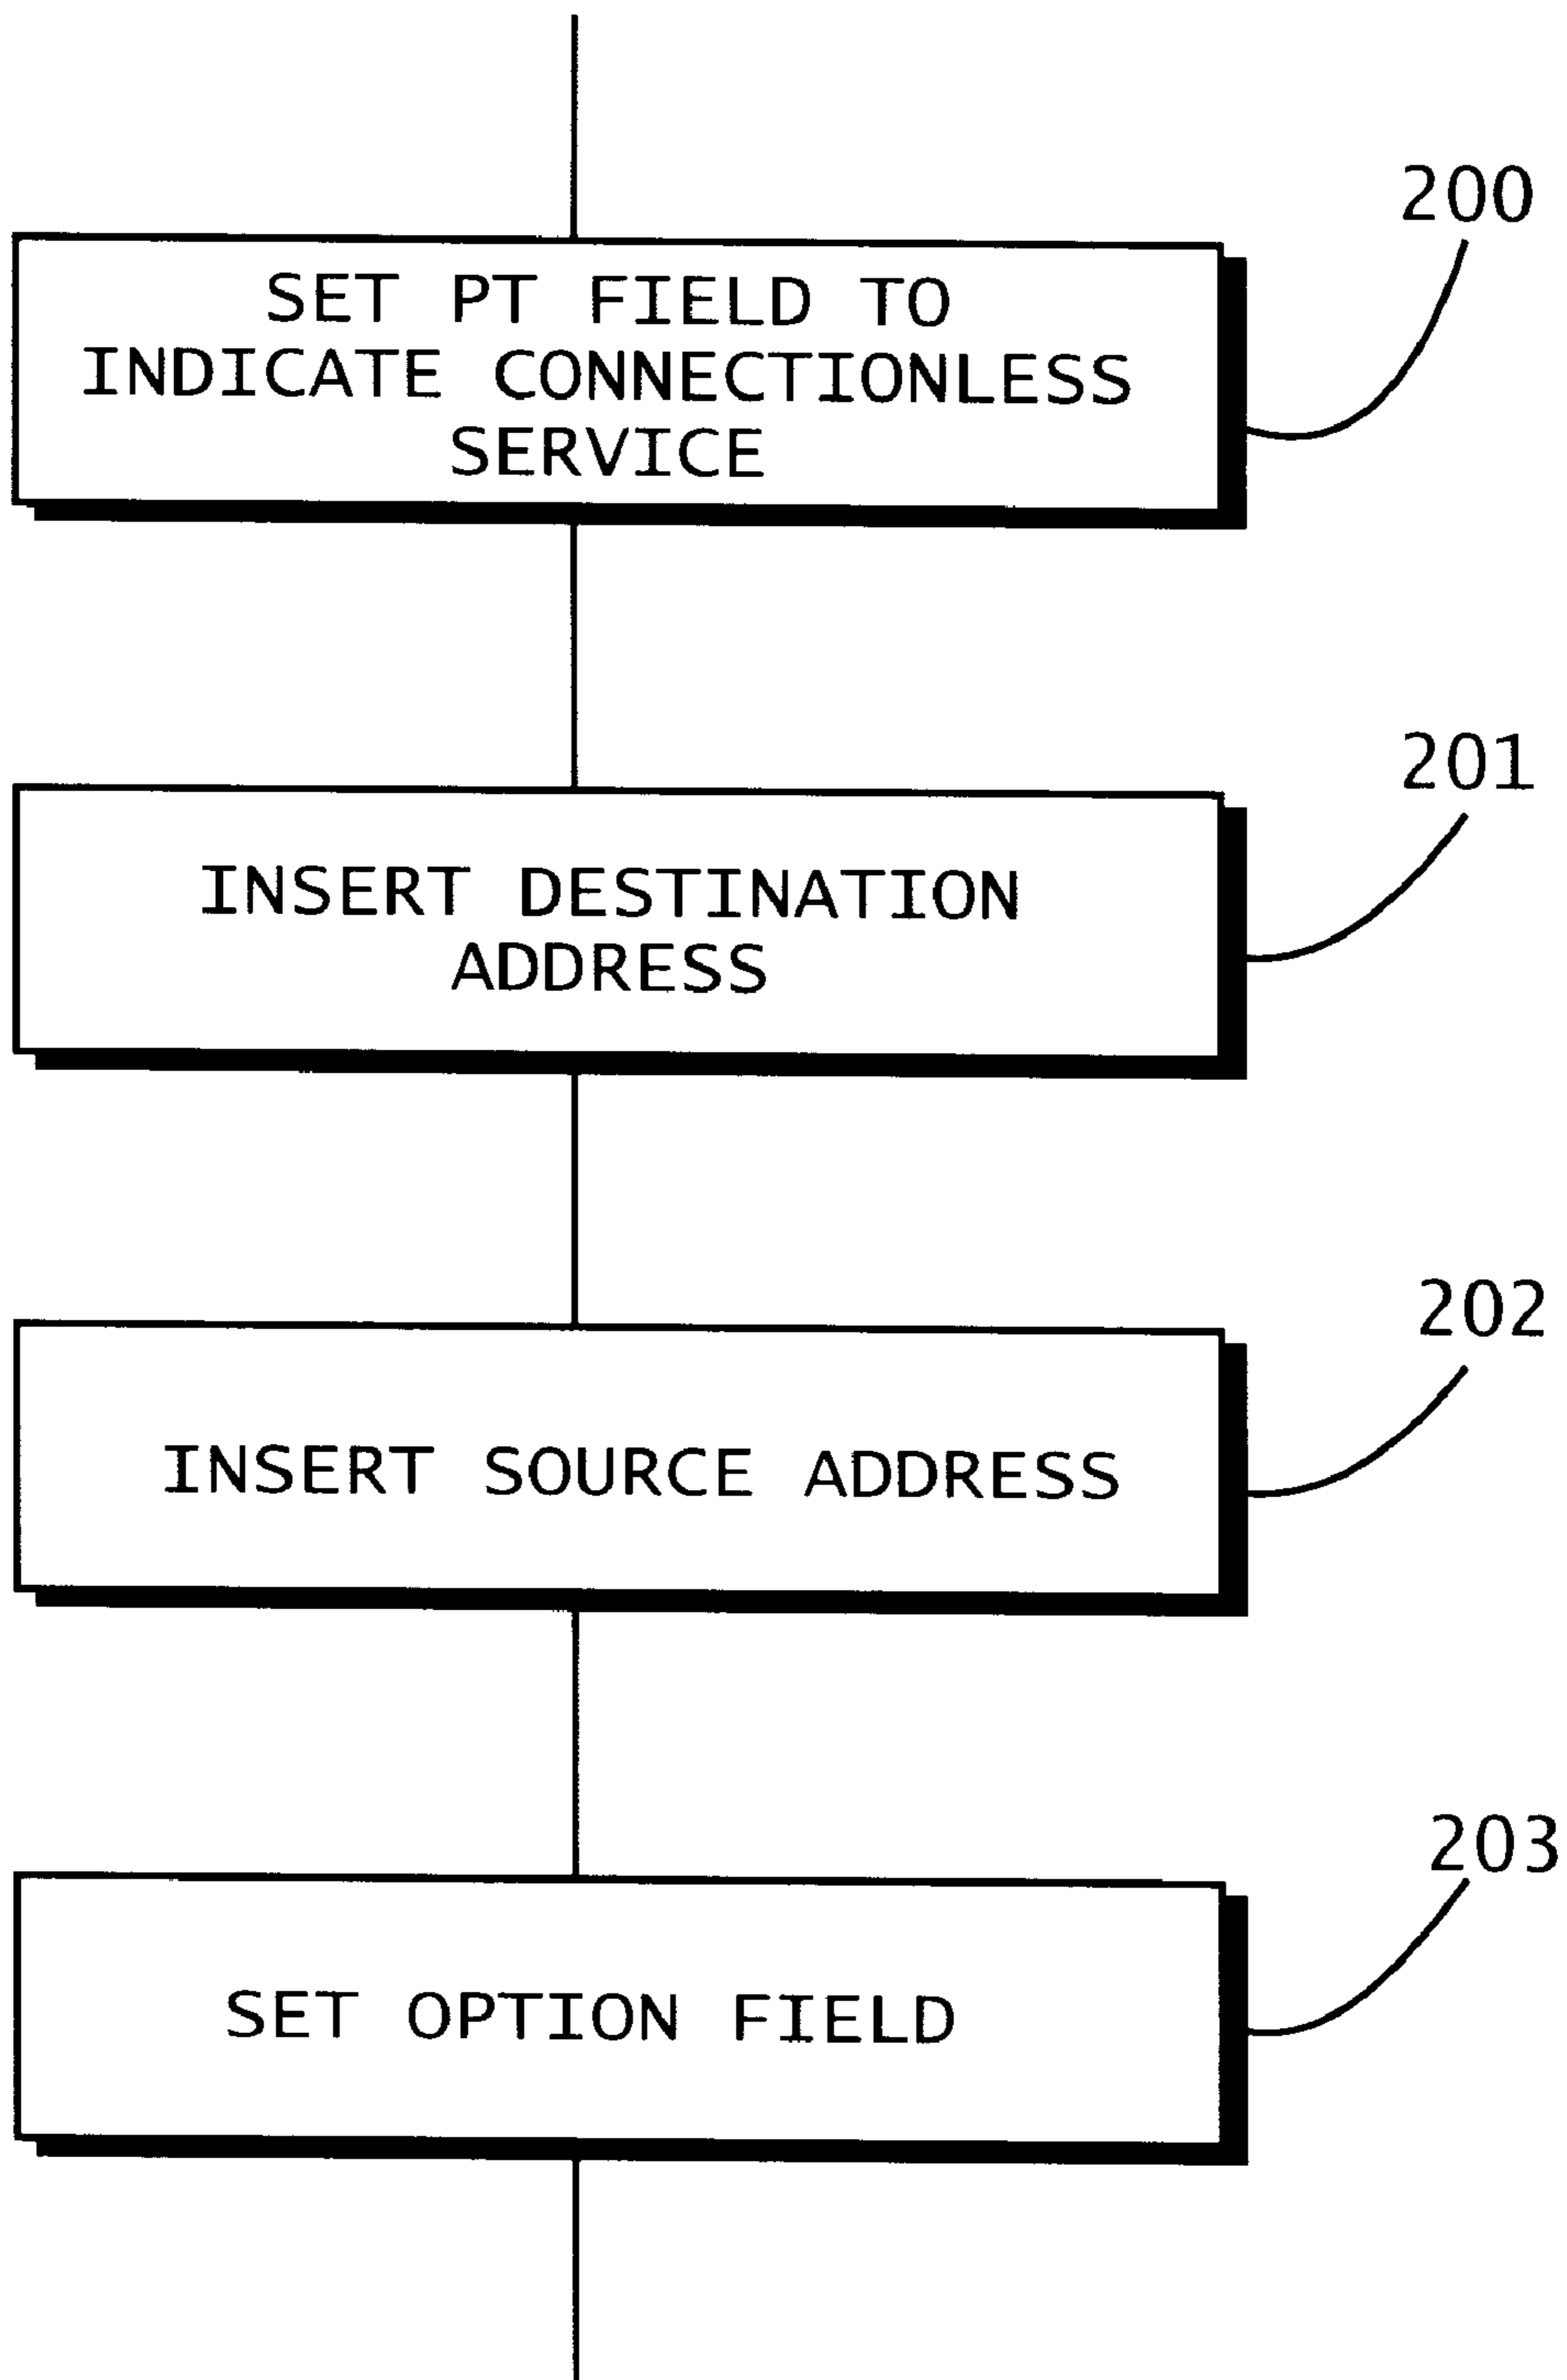 200
SET PT FIELD TO
INDICATE CONNECTIONLESS
SERVICE
201
INSERT DESTINATION
ADDRESS
202
INSERT SOURCE ADDRESS
203
SET OPTION FIELD